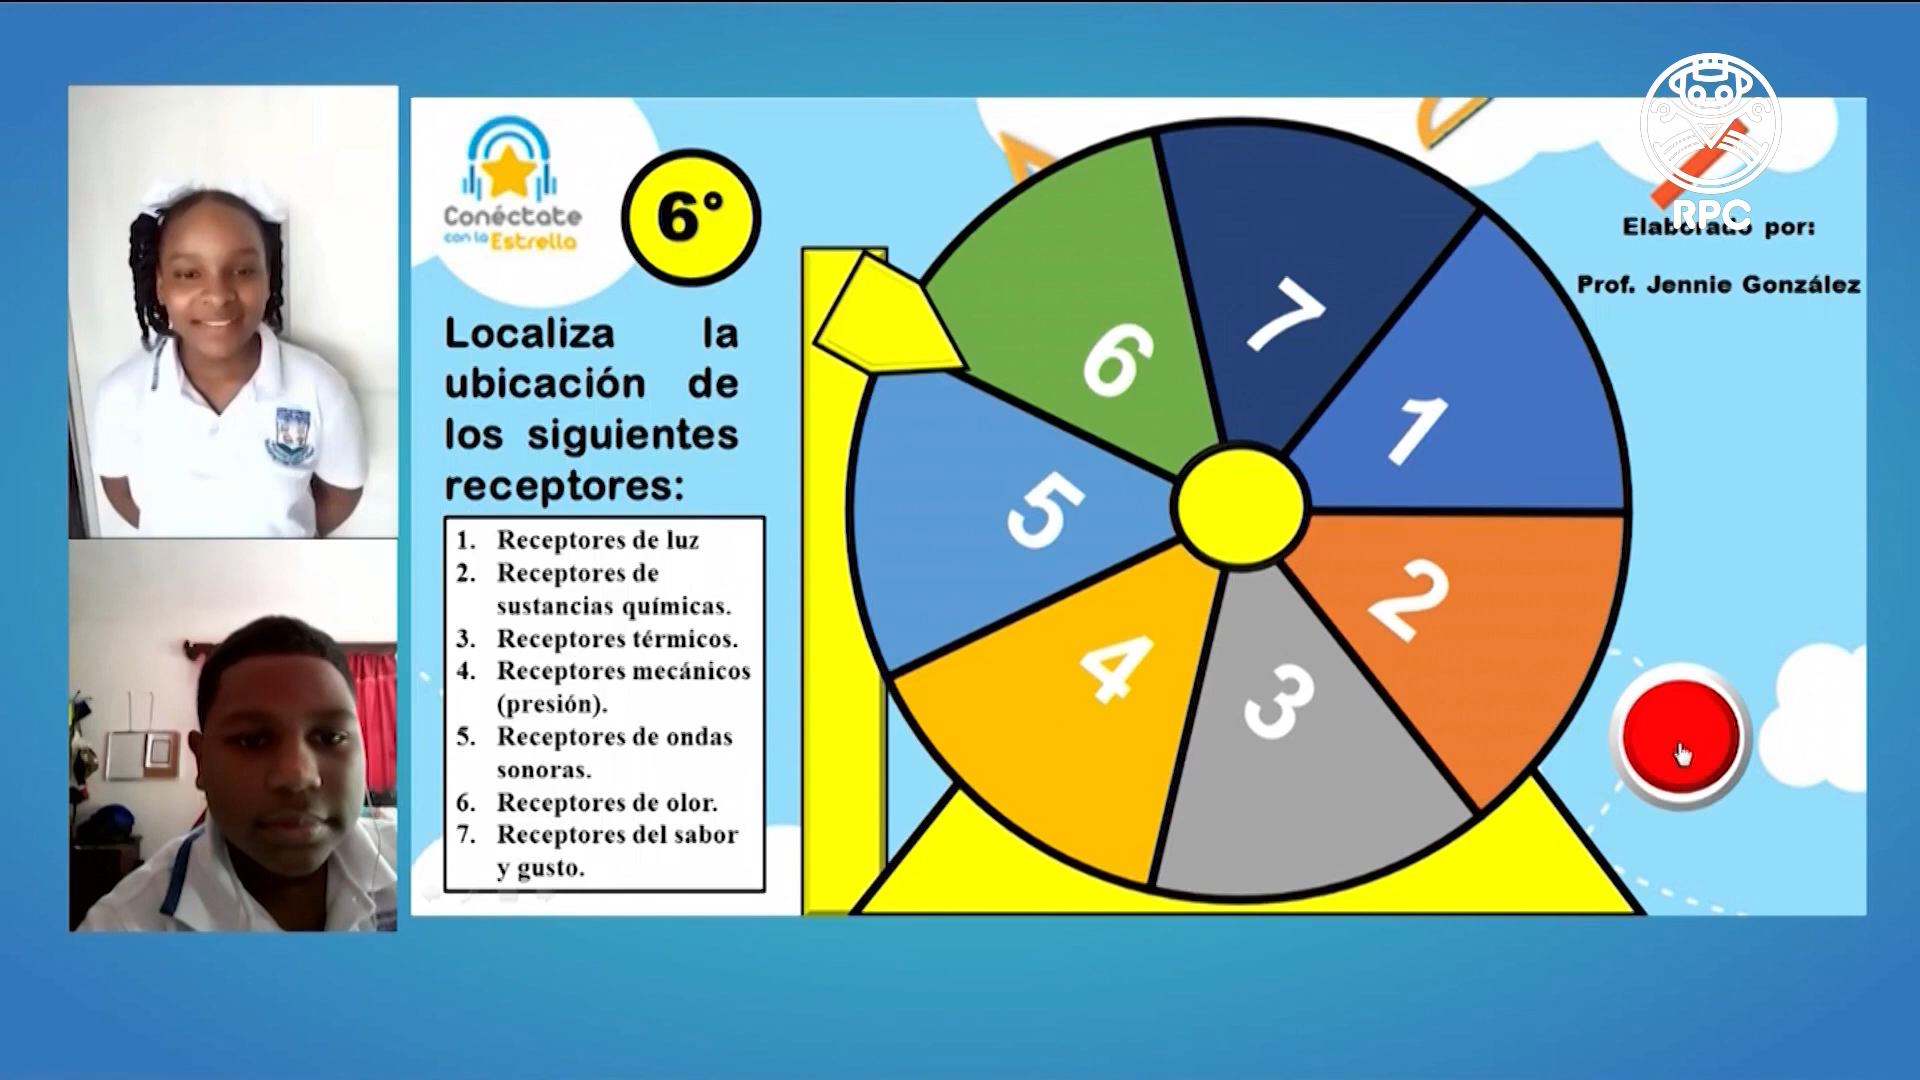 Conéctate
con la Estrella
6°
Localiza la
ubicación de
los siguientes
receptores:
1. Receptores de luz
2. Receptores de
sustancias químicas.
3. Receptores térmicos.
4. Receptores mecánicos
(presión).
5. Receptores de ondas
sonoras.
6. Receptores de olor.
7. Receptores del sabor
y gusto.
6
7
1
5
2
4
3
RPC
Elaborado por:
Prof. Jennie González